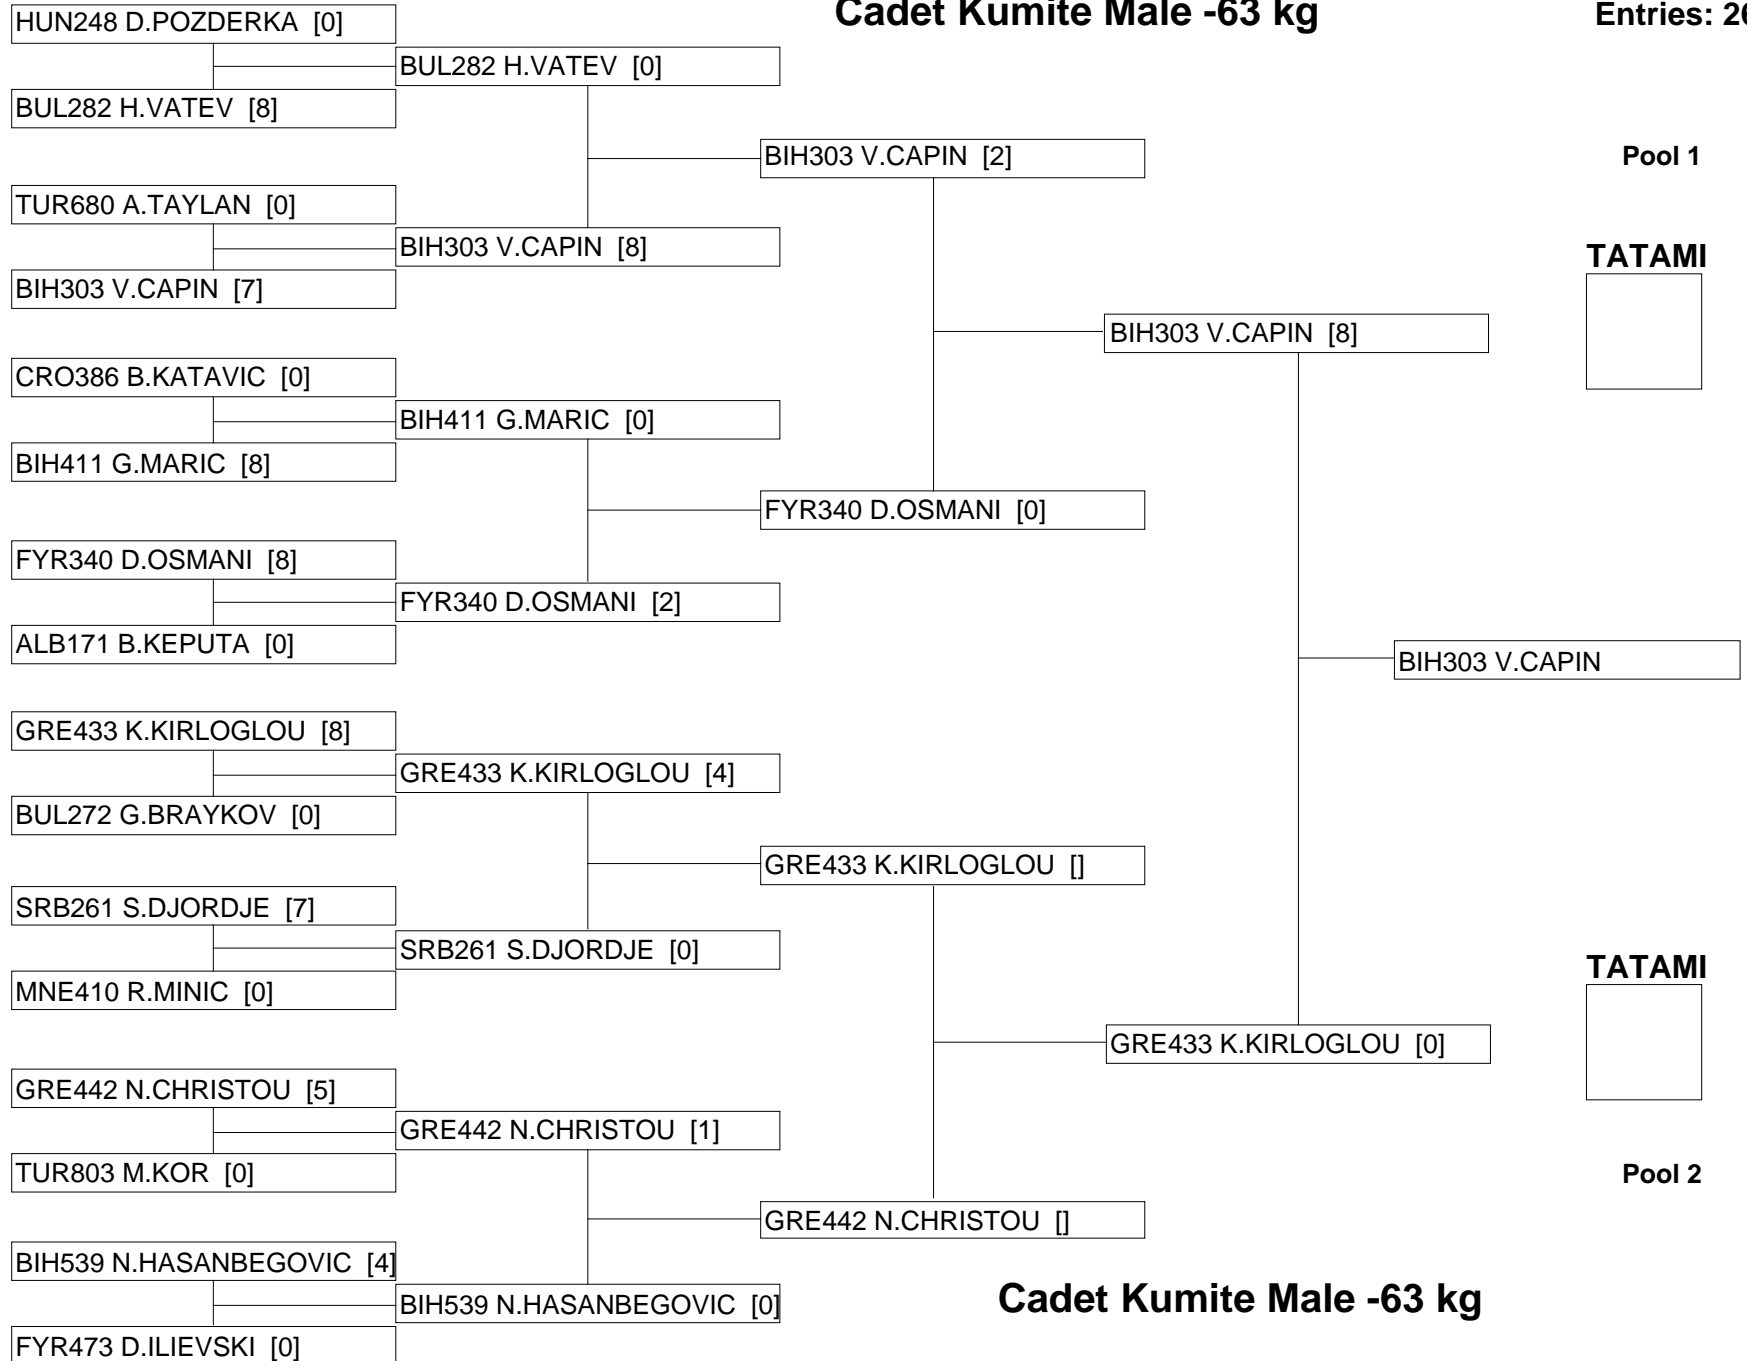 Cadet Kumite Male -63 kg
Entries: 26
HUN248 D.POZDERKA [0]
BUL282 H.VATEV [0]
BUL282 H.VATEV [8]
BIH303 V.CAPIN [2]
Pool 1
TUR680 A.TAYLAN [0]
BIH303 V.CAPIN [8]
TATAMI
BIH303 V.CAPIN [7]
BIH303 V.CAPIN [8]
CRO386 B.KATAVIC [0]
BIH411 G.MARIC [0]
BIH411 G.MARIC [8]
FYR340 D.OSMANI [0]
FYR340 D.OSMANI [8]
FYR340 D.OSMANI [2]
ALB171 B.KEPUTA [0]
BIH303 V.CAPIN
GRE433 K.KIRLOGLOU [8]
GRE433 K.KIRLOGLOU [4]
BUL272 G.BRAYKOV [0]
GRE433 K.KIRLOGLOU []
SRB261 S.DJORDJE [7]
SRB261 S.DJORDJE [0]
TATAMI
MNE410 R.MINIC [0]
GRE433 K.KIRLOGLOU [0]
GRE442 N.CHRISTOU [5]
GRE442 N.CHRISTOU [1]
TUR803 M.KOR [0]
Pool 2
GRE442 N.CHRISTOU []
BIH539 N.HASANBEGOVIC [4]
BIH539 N.HASANBEGOVIC [0]
Cadet Kumite Male -63 kg
FYR473 D.ILIEVSKI [0]